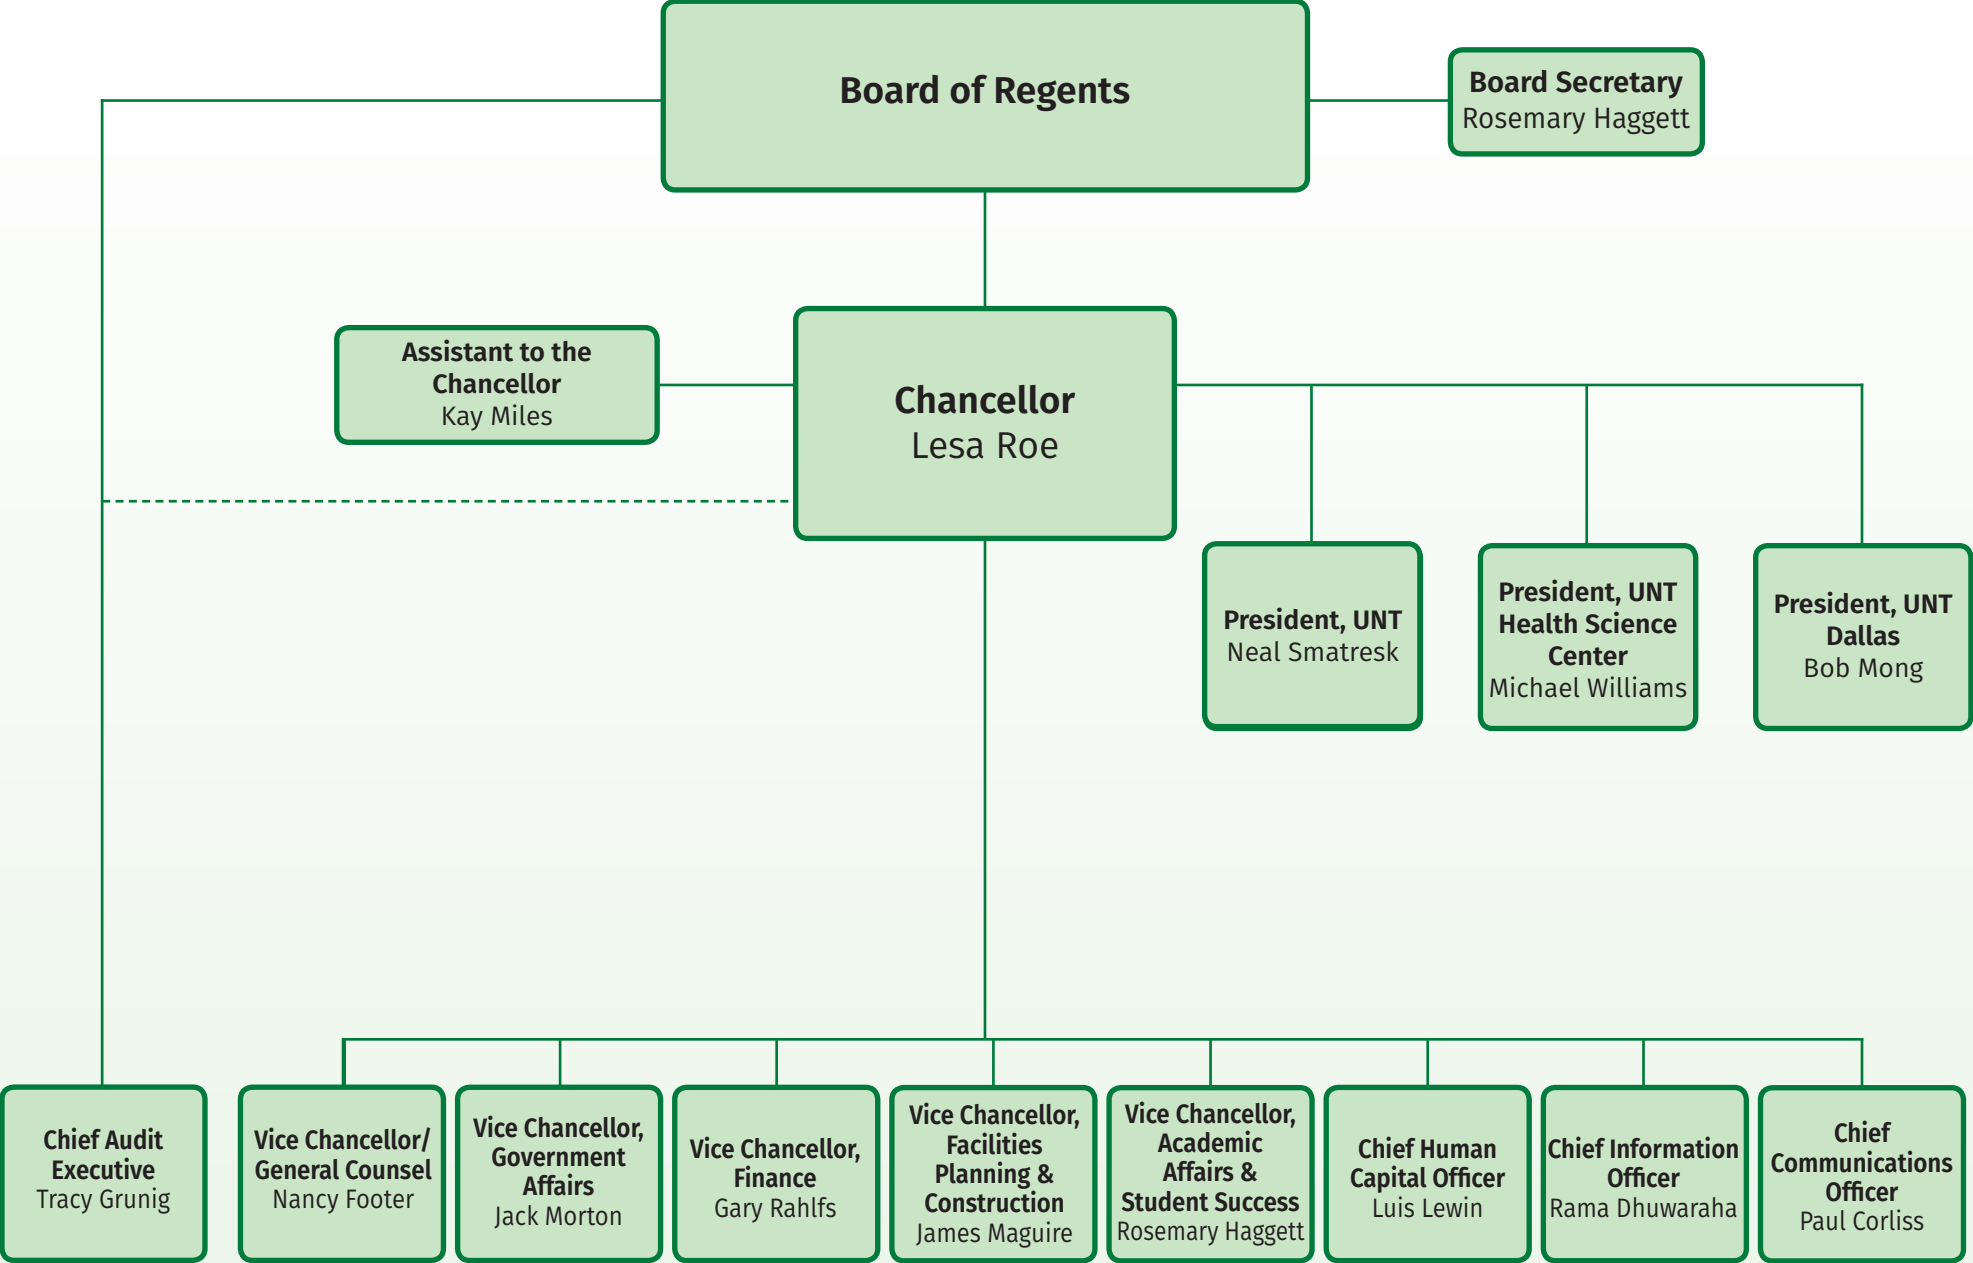 Board of Regents
Board Secretary
Rosemary Haggett
Assistant to the
Chancellor
Kay Miles
Chancellor
Lesa Roe
President, UNT
Neal Smatresk
President, UNT
Health Science
Center
Michael Williams
President, UNT
Dallas
Bob Mong
Chief Audit
Executive
Tracy Grunig
Vice Chancellor/
General Counsel
Nancy Footer
Vice Chancellor,
Government
Affairs
Jack Morton
Vice Chancellor,
Finance
Gary Rahlfs
Vice Chancellor,
Facilities
Planning &
Construction
James Maguire
Vice Chancellor,
Academic
Affairs &
Student Success
Rosemary Haggett
Chief Human
Capital Officer
Luis Lewin
Chief Information
Officer
Rama Dhuwaraha
Chief
Communications
Officer
Paul Corliss